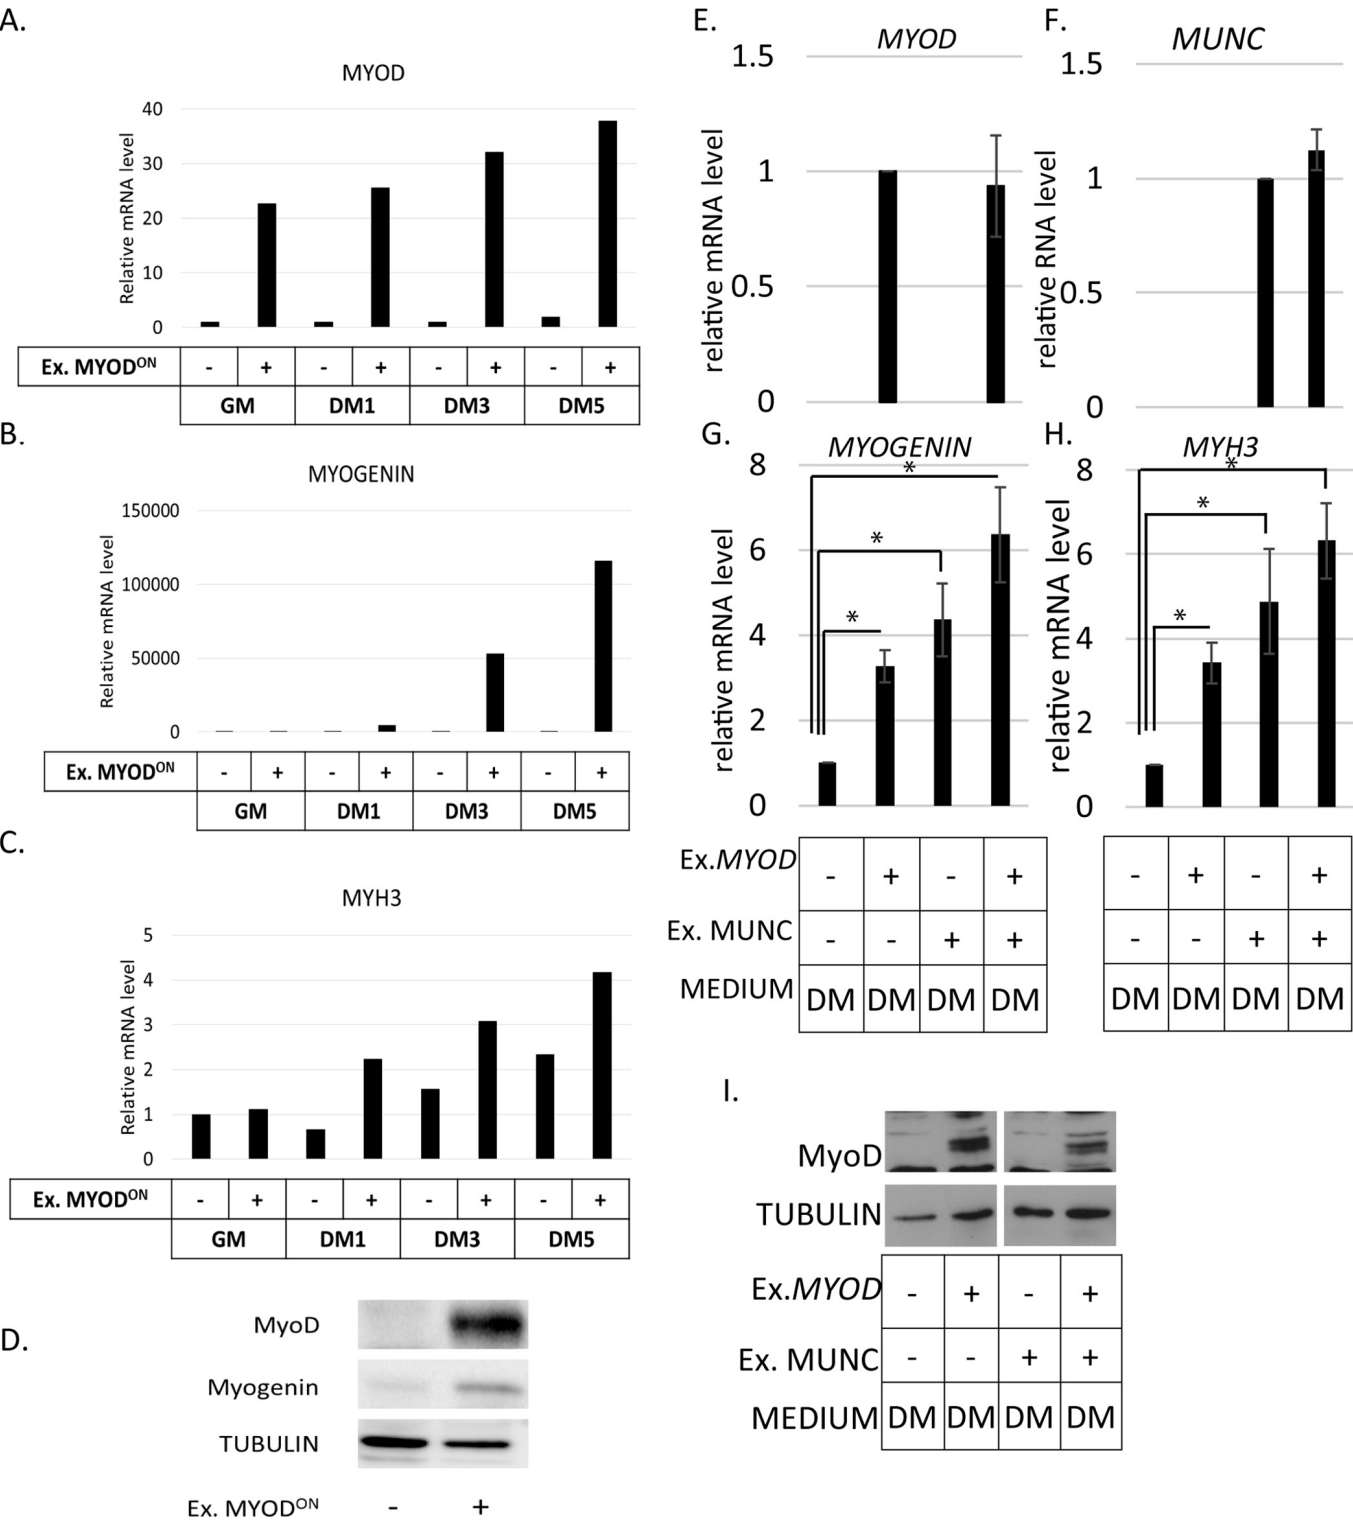 A.
MYOD
Relative mRNA level
40
30
20
10
0
Ex. MYODᴼᴺ - + - + - + - +
GM DM1 DM3 DM5
B.
MYOGENIN
Relative mRNA level
150000
100000
50000
0
Ex. MYODᴼᴺ - + - + - + - +
GM DM1 DM3 DM5
C.
MYH3
Relative mRNA level
5
4
3
2
1
0
Ex. MYODᴼᴺ - + - + - + - +
GM DM1 DM3 DM5
D.
MyoD
Myogenin
TUBULIN
Ex. MYODᴼᴺ - +
E.
MYOD
relative mRNA level
1.5
1
0.5
0
F.
MUNC
relative RNA level
1.5
1
0.5
0
G.
MYOGENIN
relative mRNA level
8
6
4
2
0
*
*
*
H.
MYH3
relative mRNA level
8
6
4
2
0
*
*
*
Ex.MYOD - + - + - + - +
Ex. MUNC - - + + - - + +
MEDIUM DM DM DM DM DM DM DM DM
I.
MyoD
TUBULIN
Ex.MYOD - + - +
Ex. MUNC - - + +
MEDIUM DM DM DM DM